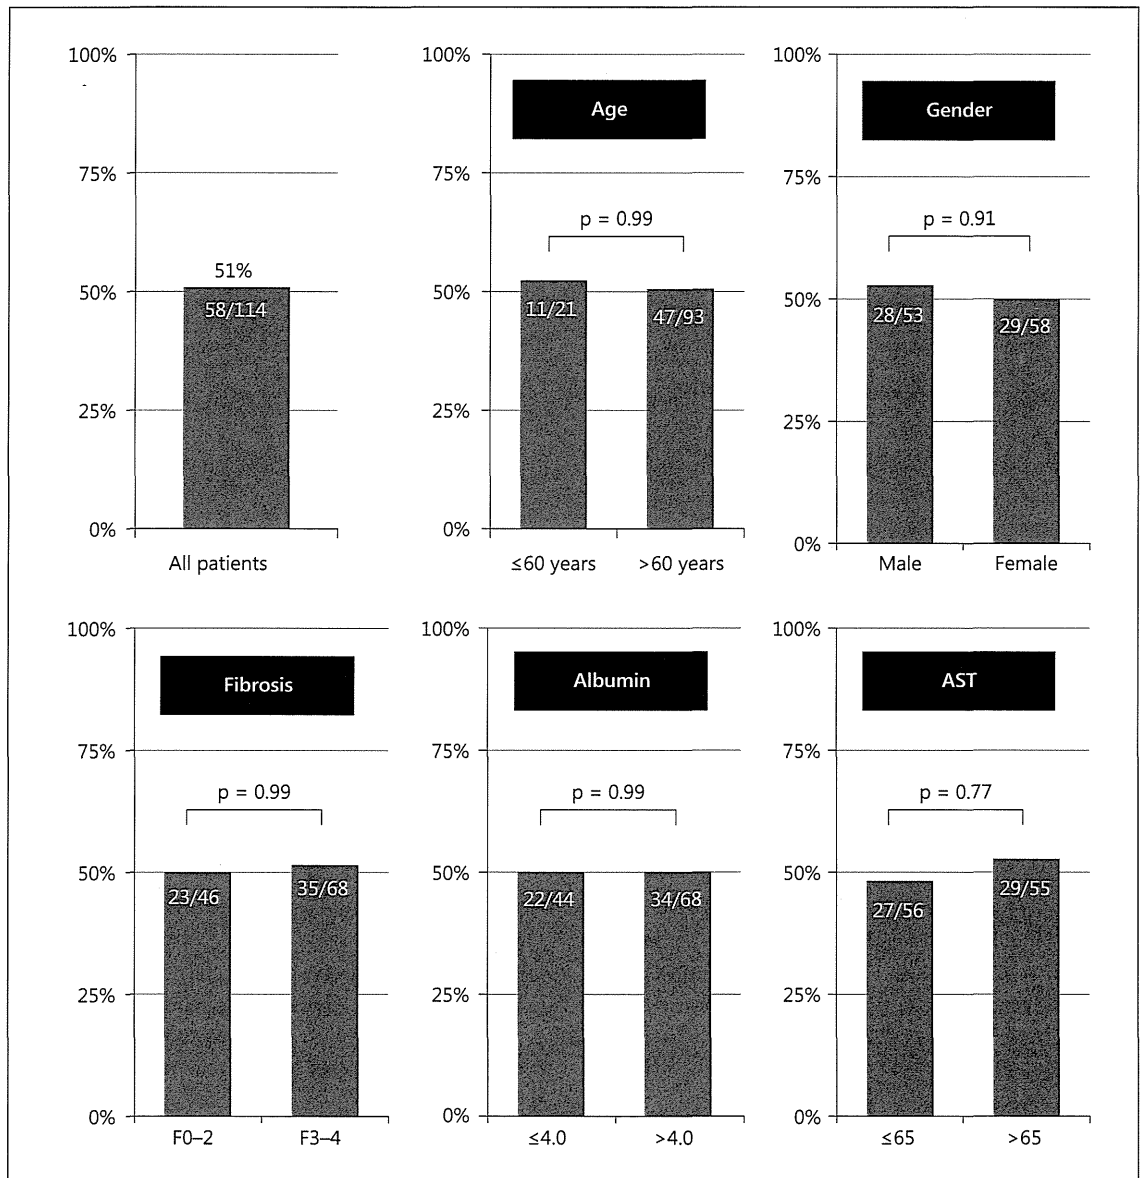 100%
75%
51%
50%
58/114
25%
0%
All patients
100%
Age
75%
p = 0.99
50%
11/21 47/93
25%
0%
≤60 years >60 years
100%
Gender
75%
p = 0.91
50%
28/53 29/58
25%
0%
Male Female
100%
Fibrosis
75%
p = 0.99
50%
23/46 35/68
25%
0%
F0–2 F3–4
100%
Albumin
75%
p = 0.99
50%
22/44 34/68
25%
0%
≤4.0 >4.0
100%
AST
75%
p = 0.77
50%
27/56 29/55
25%
0%
≤65 >65